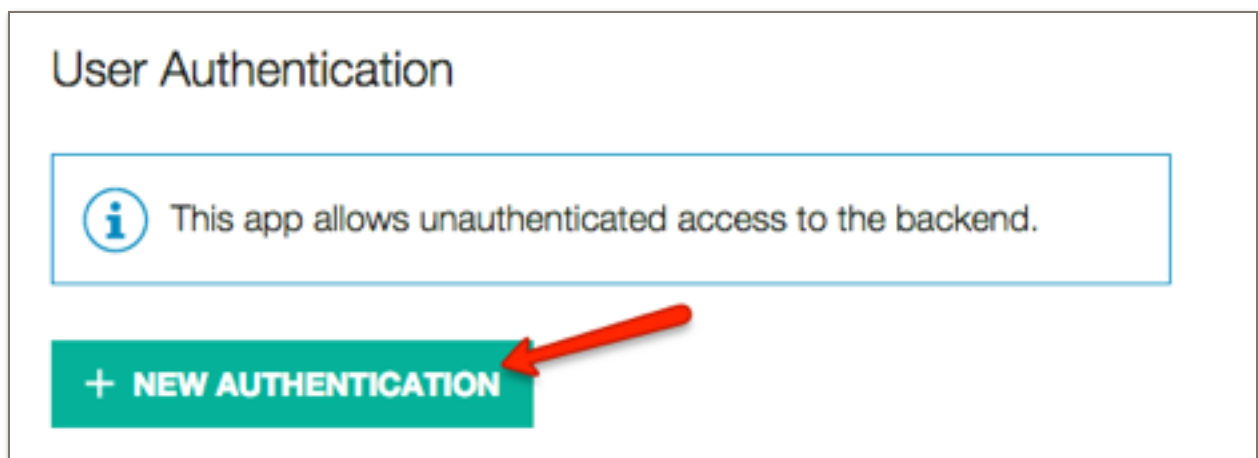 User Authentication
This app allows unauthenticated access to the backend.
+ NEW AUTHENTICATION